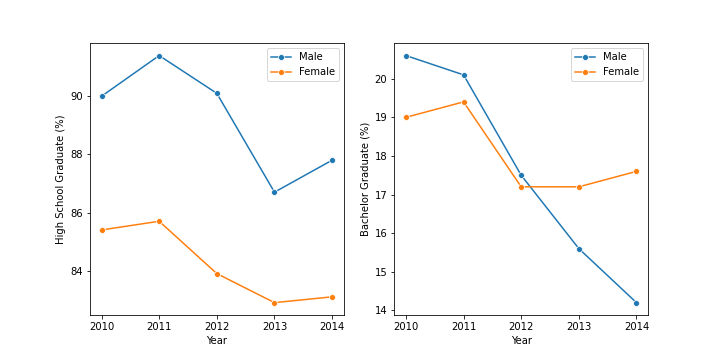 Male
Female
90
88
86
84
High School Graduate (%)
2010 2011 2012 2013 2014
Year
Male
Female
20
19
18
17
16
15
14
Bachelor Graduate (%)
2010 2011 2012 2013 2014
Year